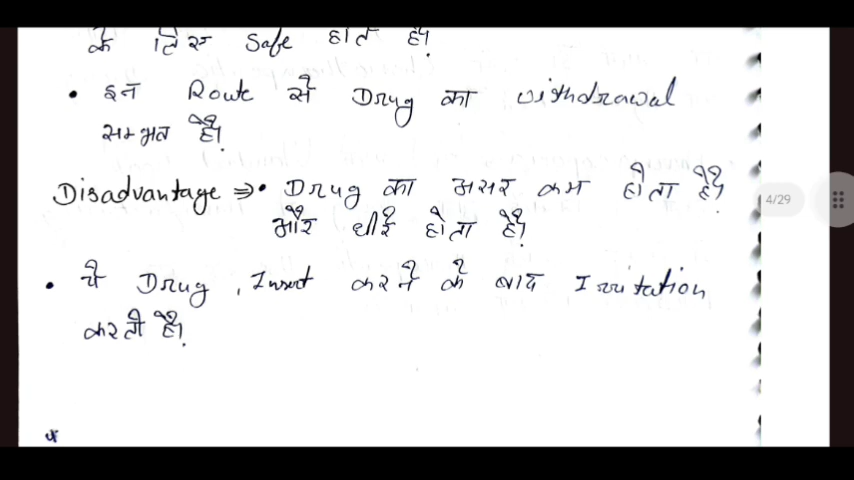 के लिए Safe होते हैं।
• इन Route से Drug का withdrawal
सम्भव है।
Disadvantage ⇒ • Drug का असर कम होता है।
4/29
और धीरे होता है।
• ये Drug, Insert करने के बाद Irritation
करती है।